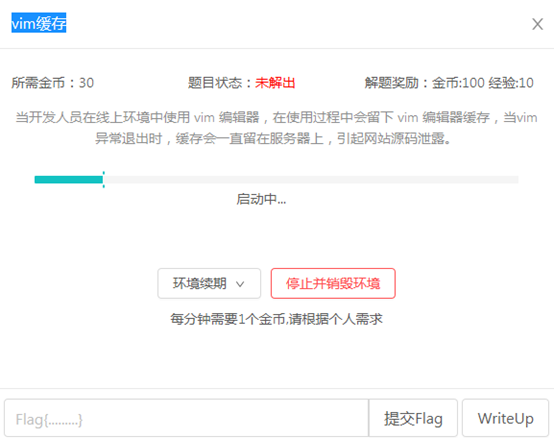 vim缓存
所需金币：30 题目状态：未解出 解题奖励：金币:100 经验:10
当开发人员在线上环境中使用 vim 编辑器，在使用过程中会留下 vim 编辑器缓存，当vim
异常退出时，缓存会一直留在服务器上，引起网站源码泄露。
启动中...
环境续期 停止并销毁环境
每分钟需要1个金币,请根据个人需求
Flag{.........} 提交Flag WriteUp